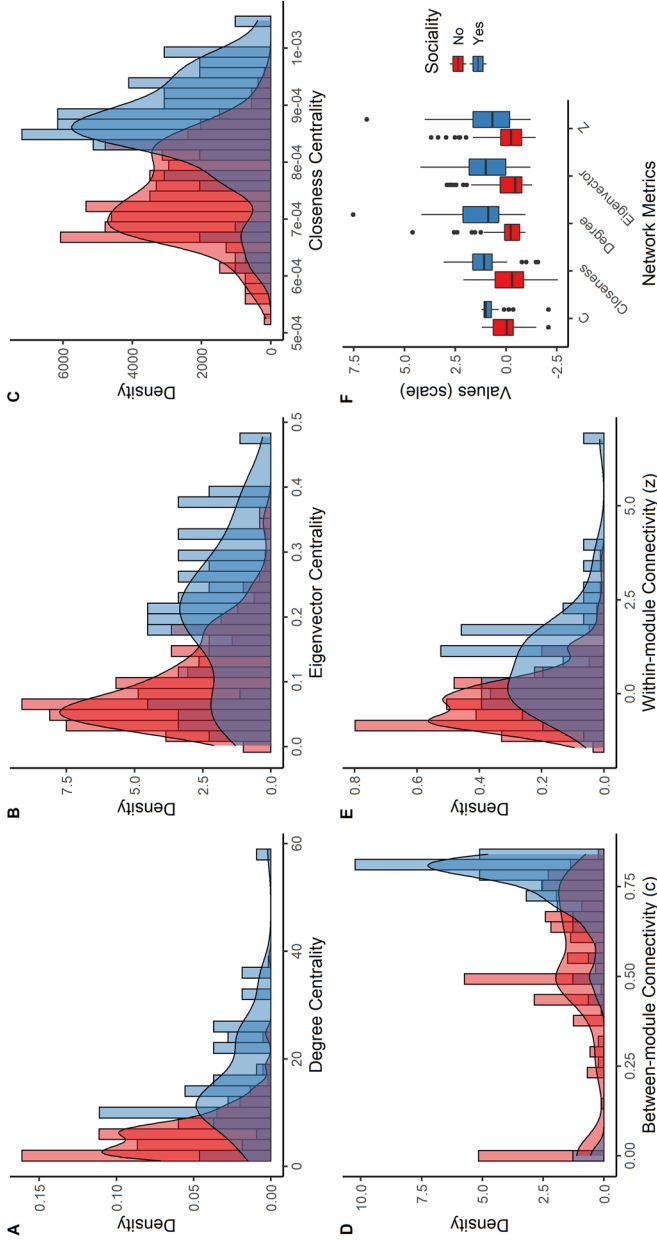 A
Density
0.15
0.10
0.05
0.00
0
20
40
60
Degree Centrality
B
Density
7.5
5.0
2.5
0.0
0.0
0.1
0.2
0.3
0.4
0.5
Eigenvector Centrality
C
Density
6000
4000
2000
0
5e-04
6e-04
7e-04
8e-04
9e-04
1e-03
Closeness Centrality
D
Density
10.0
7.5
5.0
2.5
0.0
0.00
0.25
0.50
0.75
Between-module Connectivity (c)
E
Density
0.8
0.6
0.4
0.2
0.0
0.0
2.5
5.0
Within-module Connectivity (z)
F
Values (scale)
7.5
5.0
2.5
0.0
-2.5
C
Closeness
Degree
Eigenvector
Z
Network Metrics
Sociality
No
Yes